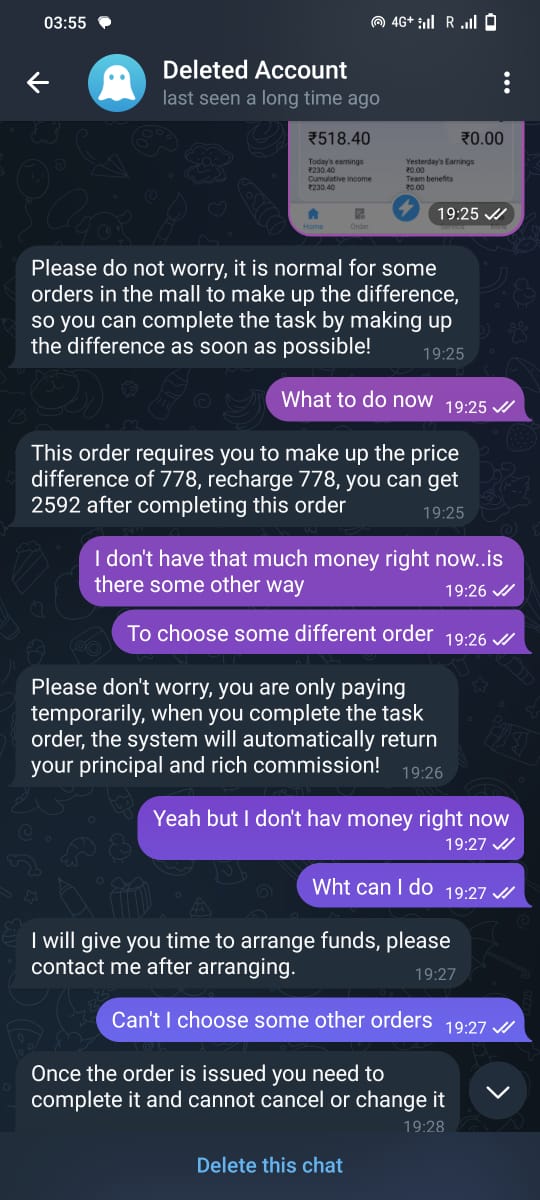 03:55
4G+
R
Deleted Account
last seen a long time ago
₹518.40 ₹0.00
Today's earnings Yesterday's Earnings
₹230.40 ₹0.00
Cumulative income Team benefits
₹230.40 ₹0.00
Home Order
19:25
Please do not worry, it is normal for some
orders in the mall to make up the difference,
so you can complete the task by making up
the difference as soon as possible!
19:25
What to do now 19:25
This order requires you to make up the price
difference of 778, recharge 778, you can get
2592 after completing this order
19:25
I don't have that much money right now..is
there some other way
19:26
To choose some different order 19:26
Please don't worry, you are only paying
temporarily, when you complete the task
order, the system will automatically return
your principal and rich commission! 19:26
Yeah but I don't hav money right now
19:27
Wht can I do 19:27
I will give you time to arrange funds, please
contact me after arranging.
19:27
Can't I choose some other orders 19:27
Once the order is issued you need to
complete it and cannot cancel or change it
19:28
Delete this chat